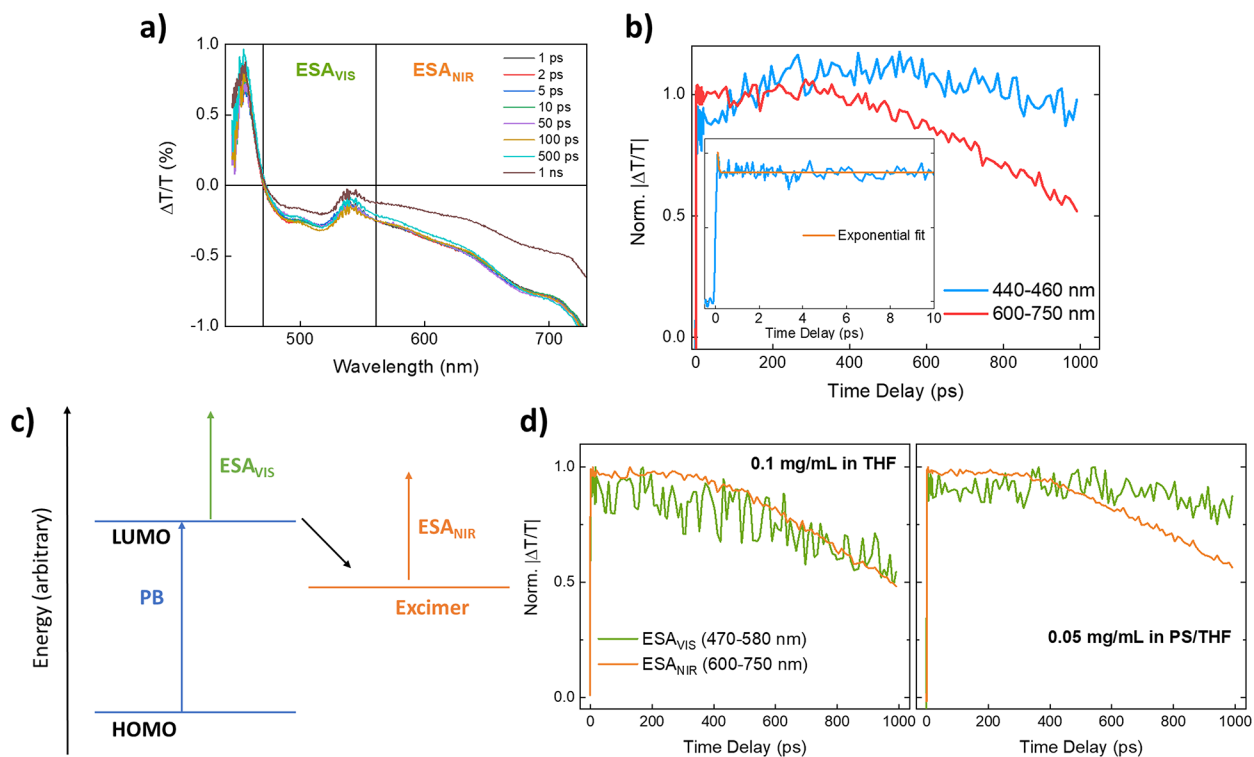 a)
ΔT/T (%)
1.0
0.5
0.0
-0.5
-1.0
ESAVIS
ESANIR
1 ps
2 ps
5 ps
10 ps
50 ps
100 ps
500 ps
1 ns
500
600
700
Wavelength (nm)
b)
Norm. |ΔT/T|
1.0
0.5
0.0
Exponential fit
0
2
4
6
8
10
Time Delay (ps)
440-460 nm
600-750 nm
0
200
400
600
800
1000
Time Delay (ps)
c)
Energy (arbitrary)
ESAVIS
LUMO
ESANIR
PB
Excimer
HOMO
d)
Norm. |ΔT/T|
1.0
0.5
0.0
0.1 mg/mL in THF
ESAVIS (470-580 nm)
ESANIR (600-750 nm)
0
200
400
600
800
1000
Time Delay (ps)
0.05 mg/mL in PS/THF
0
200
400
600
800
1000
Time Delay (ps)